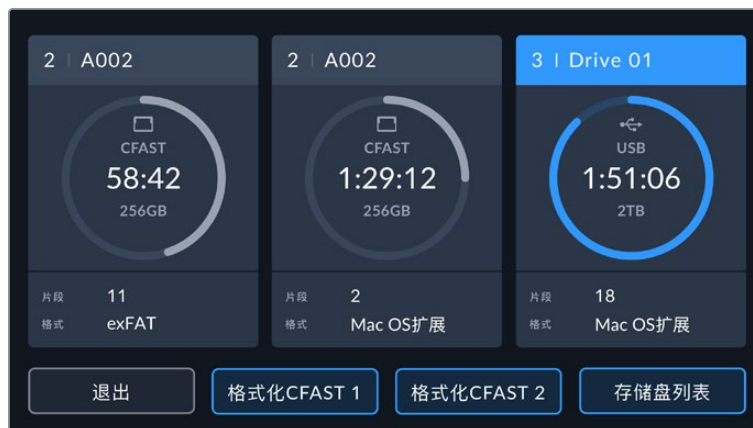 2 | A002
CFAST
58:42
256GB
片段 11
格式 exFAT
2 | A002
CFAST
1:29:12
256GB
片段 2
格式 Mac OS扩展
3 | Drive 01
USB
1:51:06
2TB
片段 18
格式 Mac OS扩展
退出
格式化CFAST 1
格式化CFAST 2
存储盘列表